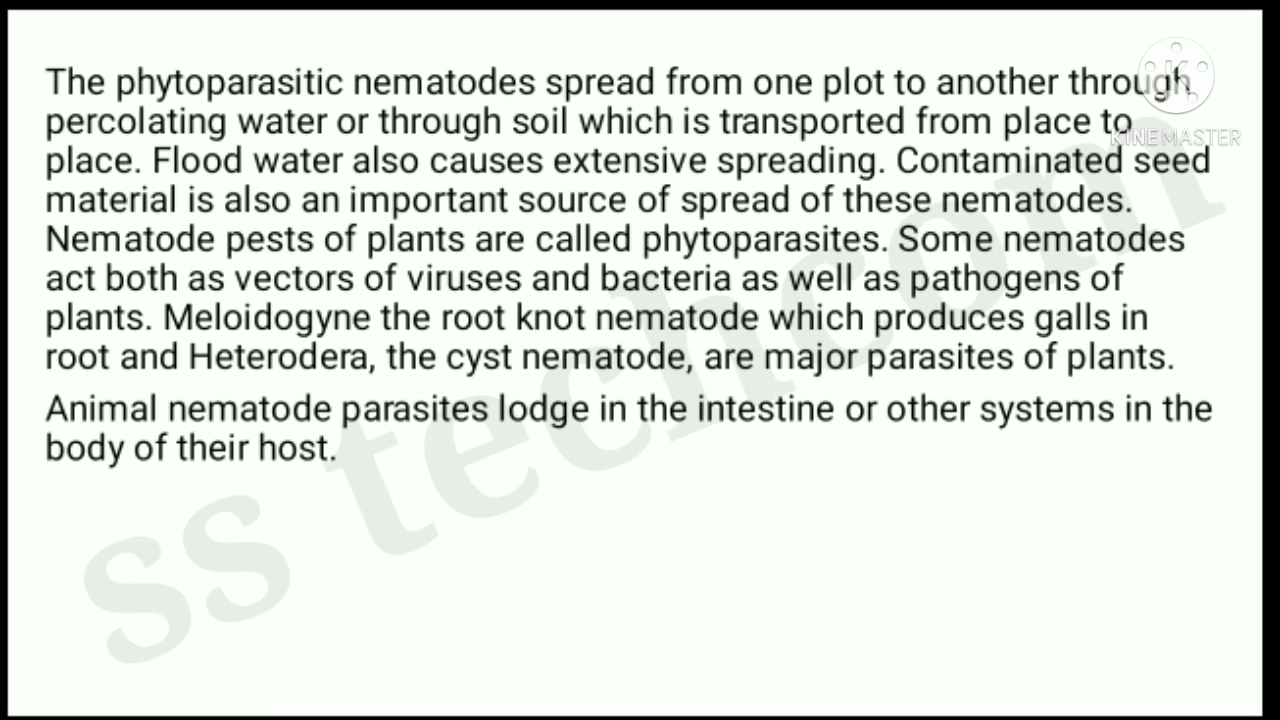 The phytoparasitic nematodes spread from one plot to another through
percolating water or through soil which is transported from place to
place. Flood water also causes extensive spreading. Contaminated seed
material is also an important source of spread of these nematodes.
Nematode pests of plants are called phytoparasites. Some nematodes
act both as vectors of viruses and bacteria as well as pathogens of
plants. Meloidogyne the root knot nematode which produces galls in
root and Heterodera, the cyst nematode, are major parasites of plants.
Animal nematode parasites lodge in the intestine or other systems in the
body of their host.
K
KINEMASTER
ss techcom